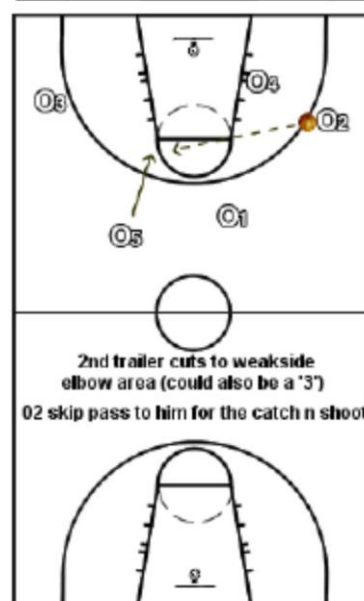 O4
O3
O2
O1
O5
2nd trailer cuts to weakside
elbow area (could also be a '3')
02 skip pass to him for the catch n shoot